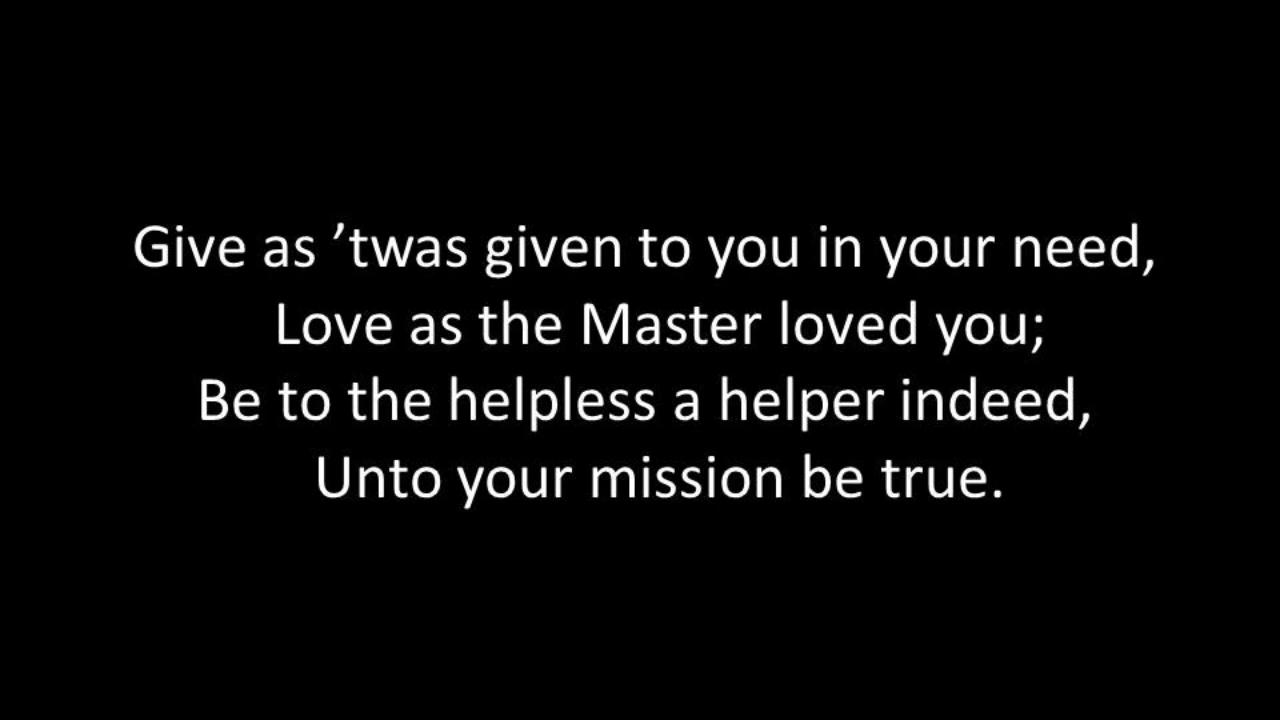 Give as ’twas given to you in your need,
Love as the Master loved you;
Be to the helpless a helper indeed,
Unto your mission be true.